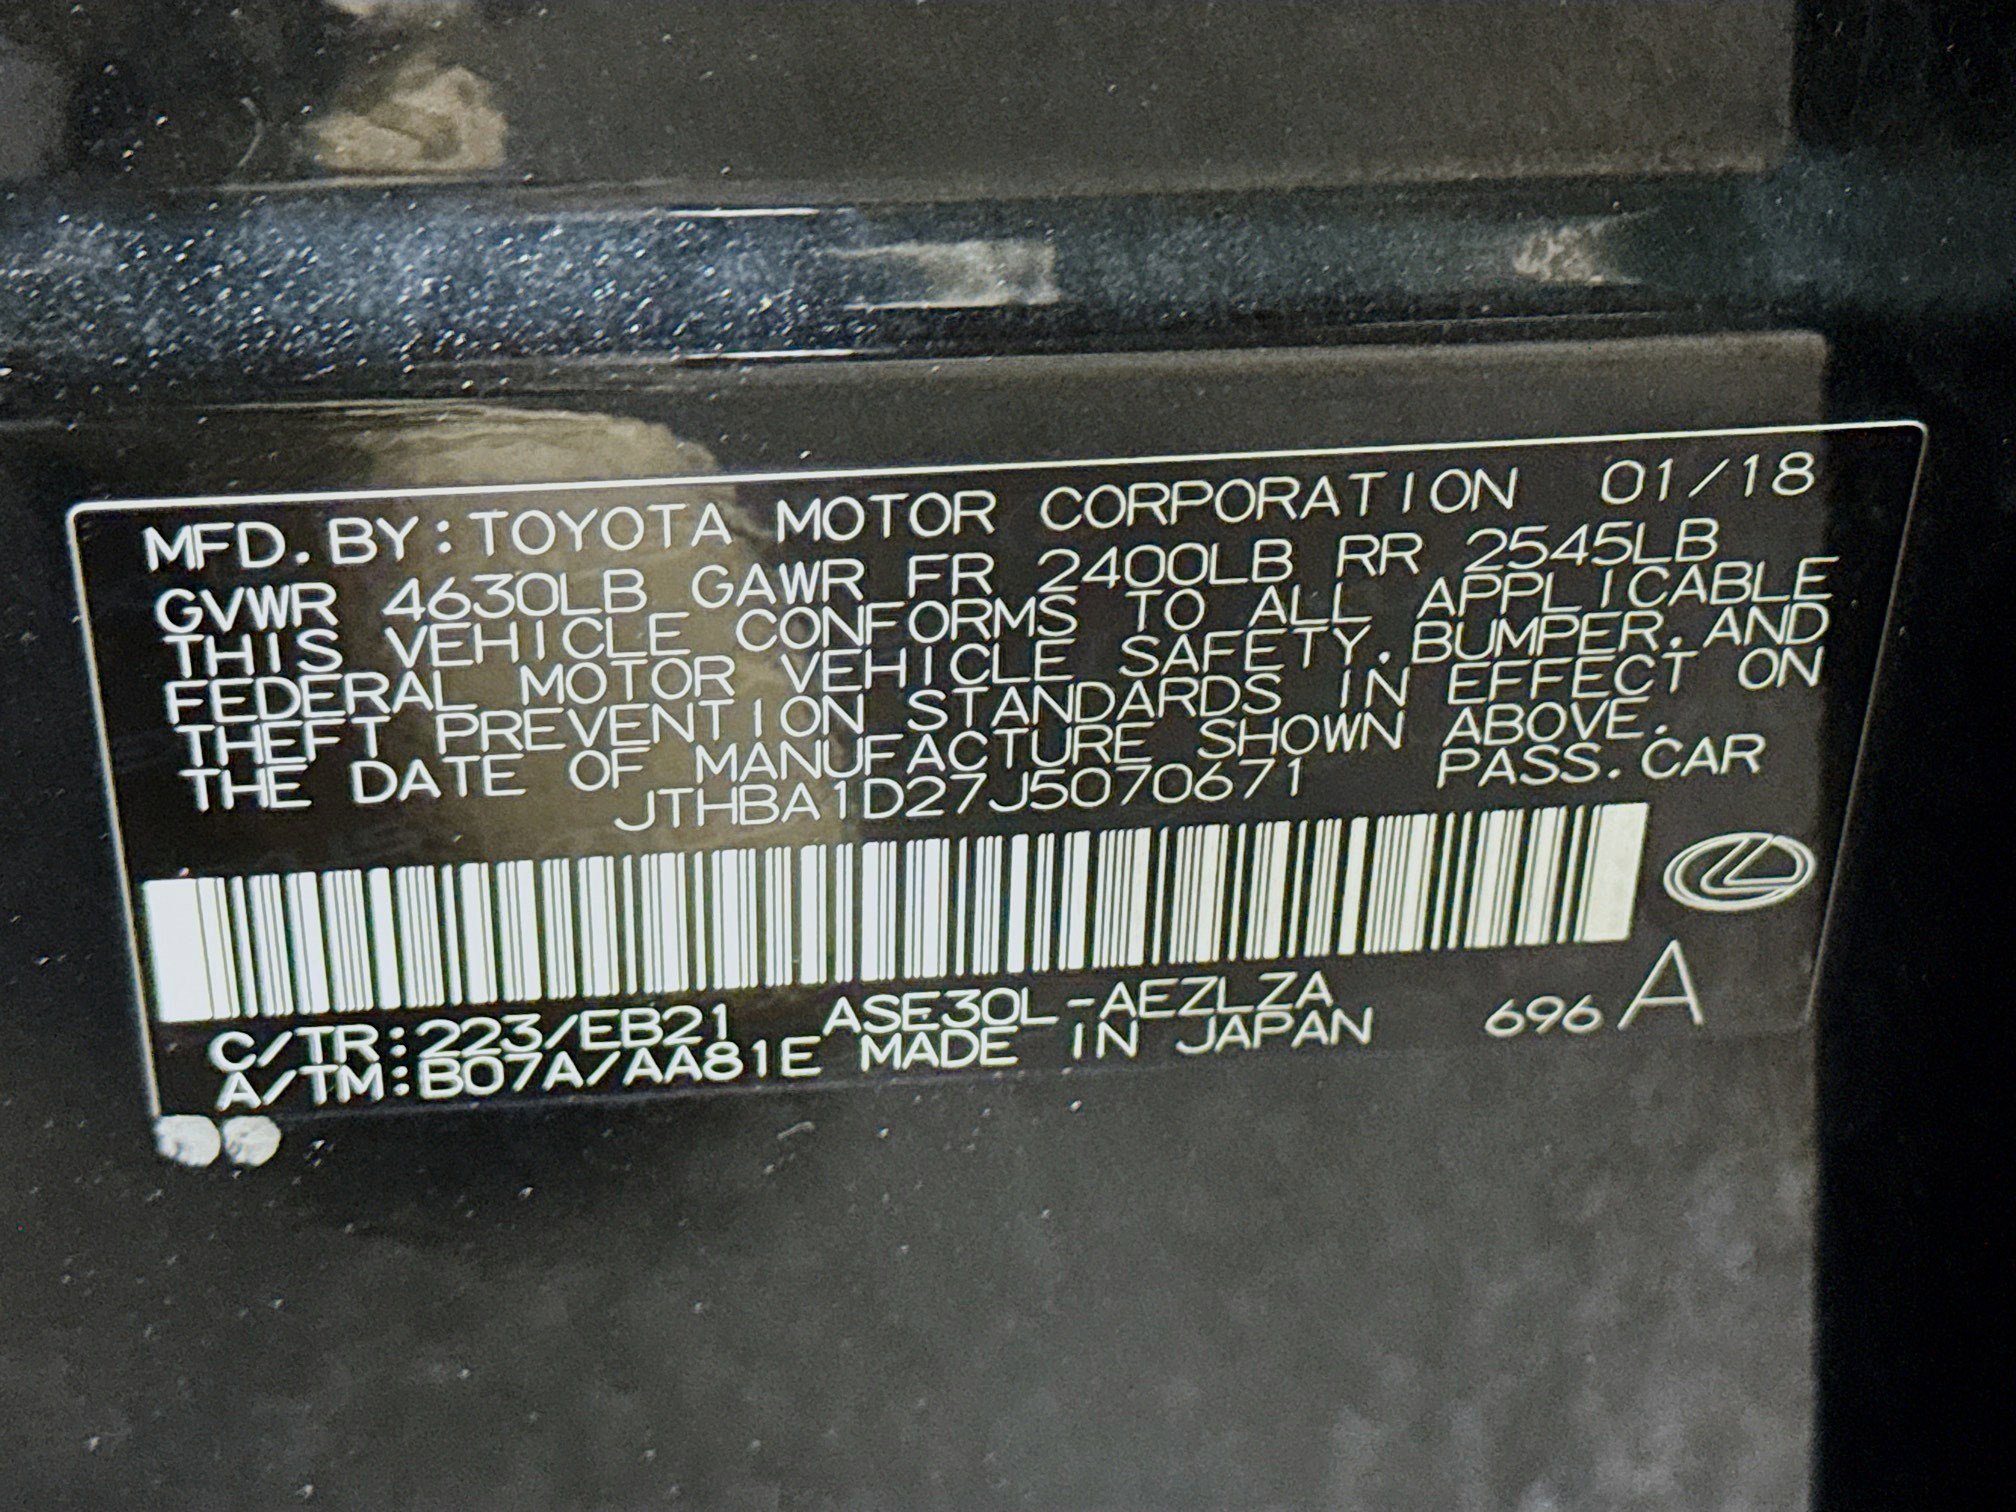 MFD. BY: TOYOTA MOTOR CORPORATION 01/18
GVWR 4630LB GAWR FR 2400LB RR 2545LB
THIS VEHICLE CONFORMS TO ALL APPLICABLE
FEDERAL MOTOR VEHICLE SAFETY, BUMPER, AND
THEFT PREVENTION STANDARDS IN EFFECT ON
THE DATE OF MANUFACTURE SHOWN ABOVE.
JTHBA1D27J5070671 PASS. CAR
C/TR: 223/EB21 ASE30L-AEZLZA
A/TM: B07A/AA81E MADE IN JAPAN 696 A